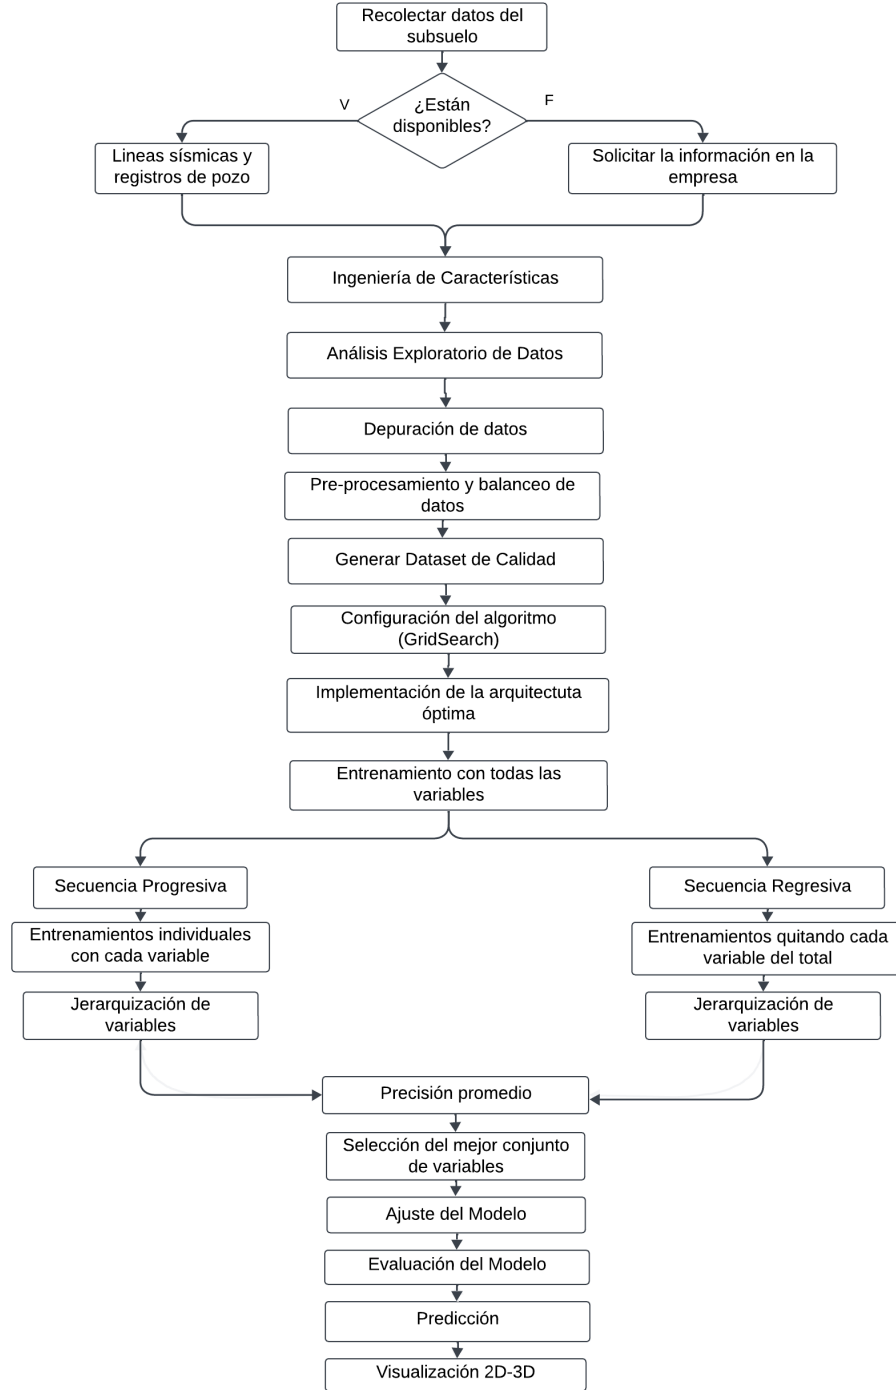 Recolectar datos del
subsuelo
¿Están
disponibles?
V
F
Lineas sísmicas y
registros de pozo
Solicitar la información en la
empresa
Ingeniería de Característicias
Análisis Exploratorio de Datos
Depuración de datos
Pre-procesamiento y balanceo de
datos
Generar Dataset de Calidad
Configuración del algoritmo
(GridSearch)
Implementación de la arquitectuta
óptima
Entrenamiento con todas las
variables
Secuencia Progresiva
Entrenamientos individuales
con cada variable
Jerarquización de
variables
Secuencia Regresiva
Entrenamientos quitando cada
variable del total
Jerarquización de
variables
Precisión promedio
Selección del mejor conjunto
de variables
Ajuste del Modelo
Evaluación del Modelo
Predicción
Visualización 2D-3D